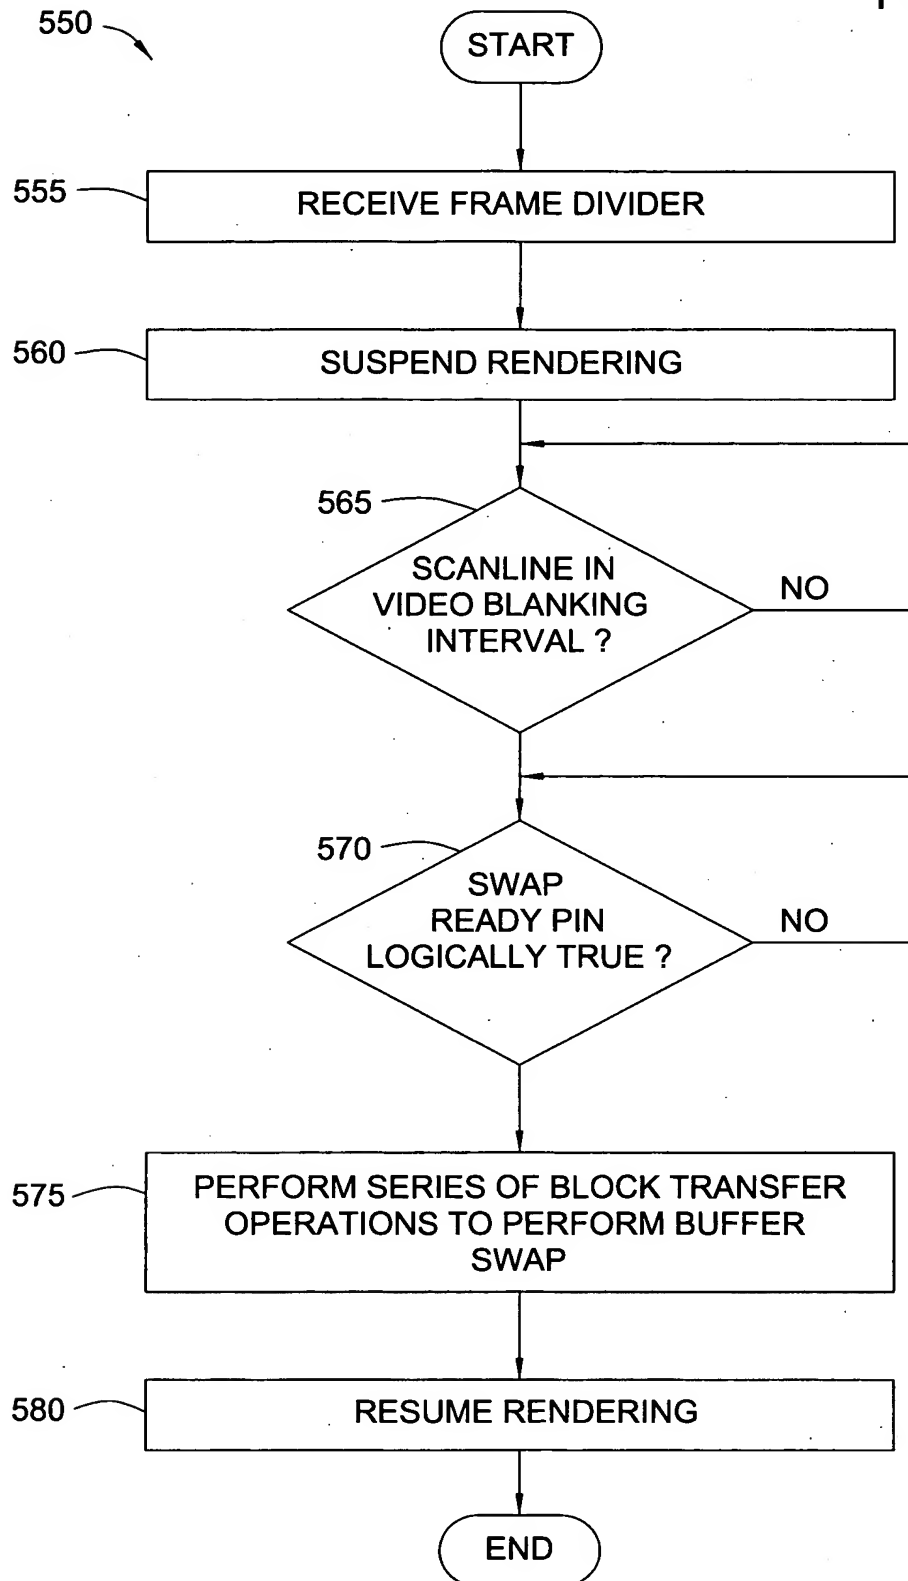 550
START
555
RECEIVE FRAME DIVIDER
560
SUSPEND RENDERING
565
SCANLINE IN
VIDEO BLANKING
INTERVAL ?
NO
570
SWAP
READY PIN
LOGICALLY TRUE ?
NO
575
PERFORM SERIES OF BLOCK TRANSFER
OPERATIONS TO PERFORM BUFFER
SWAP
580
RESUME RENDERING
END